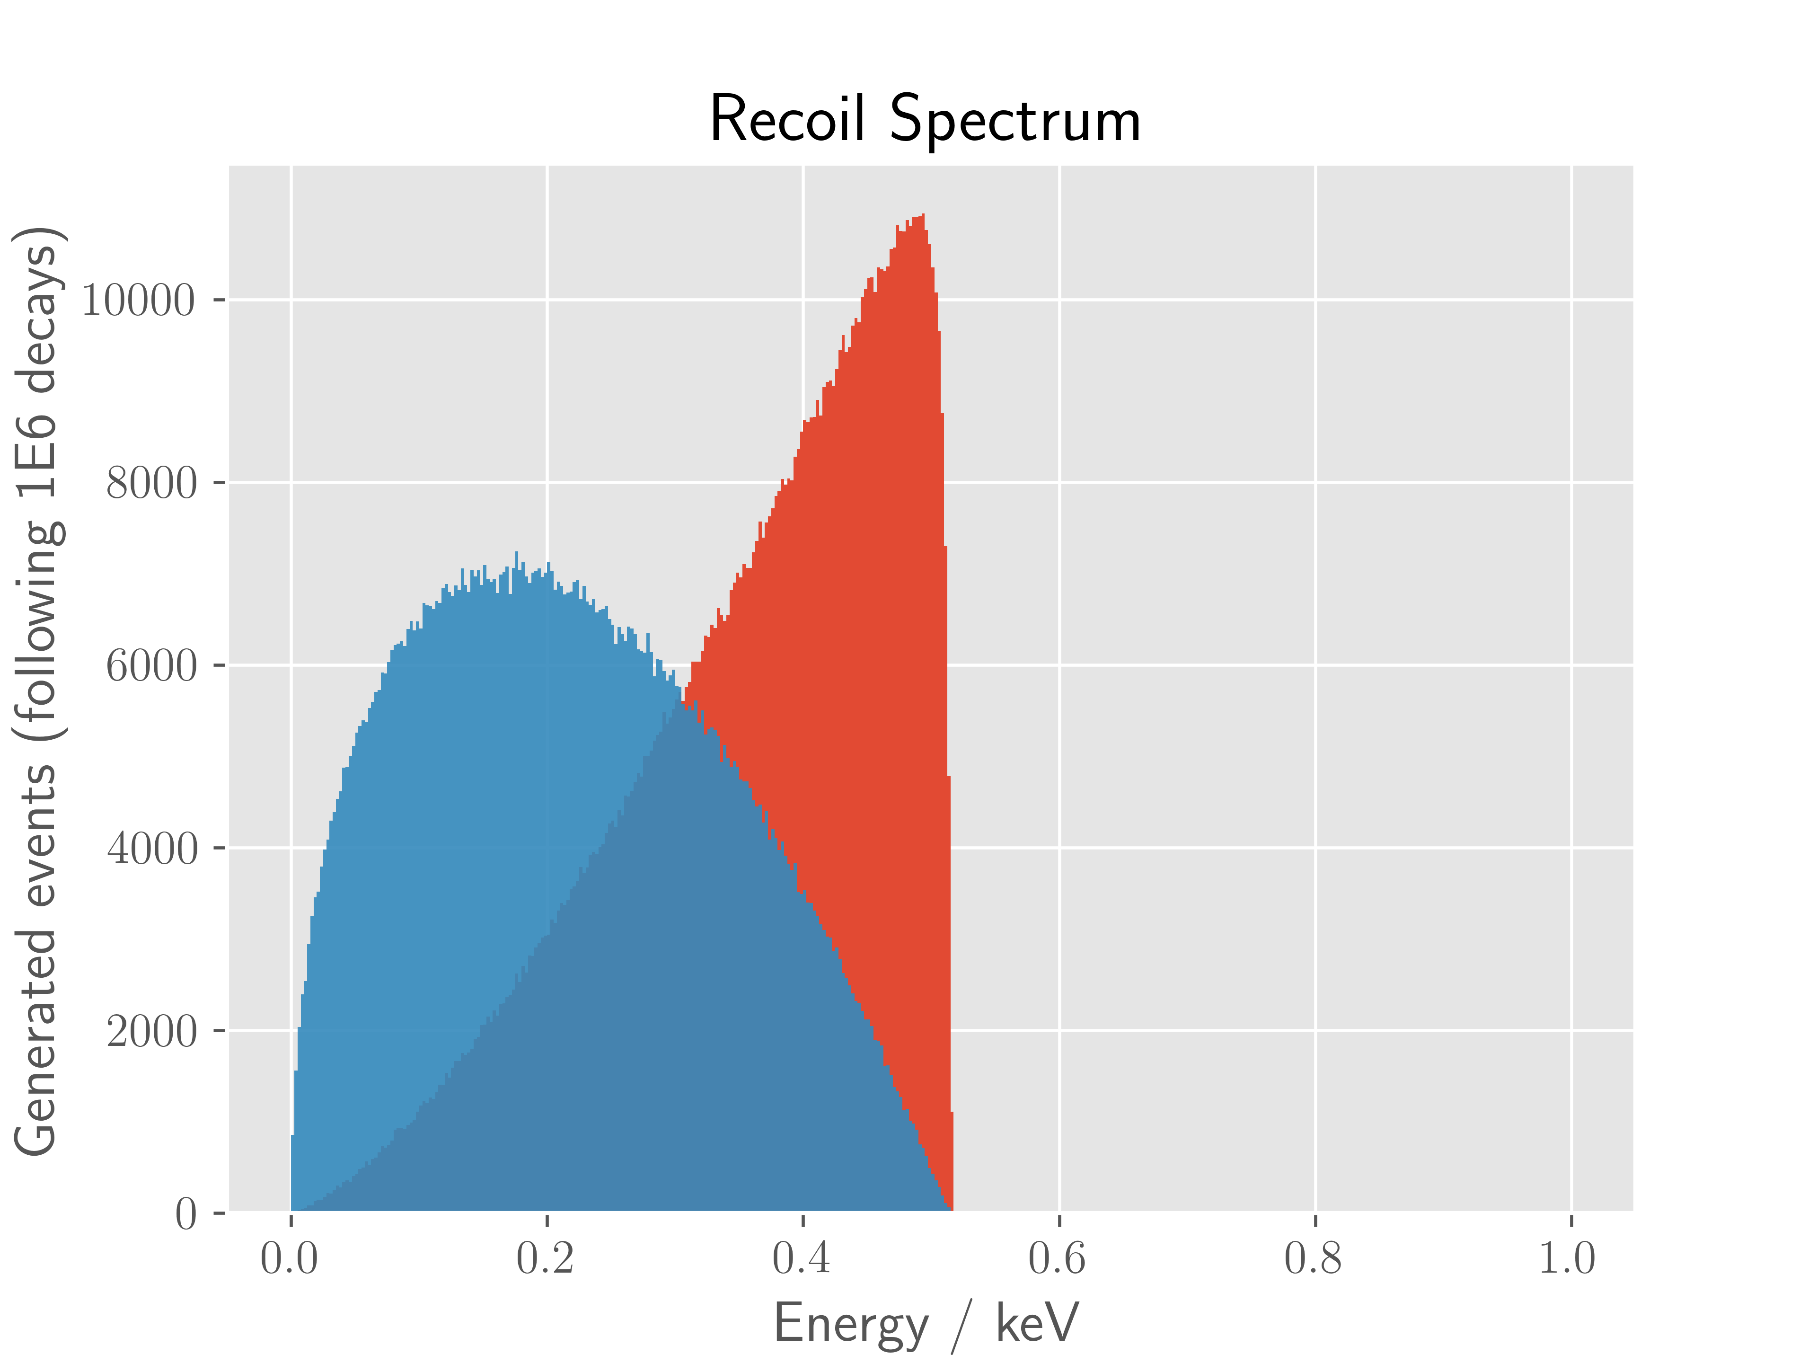 Recoil Spectrum
Generated events (following 1E6 decays)
10000
8000
6000
4000
2000
0
0.0 0.2 0.4 0.6 0.8 1.0
Energy / keV